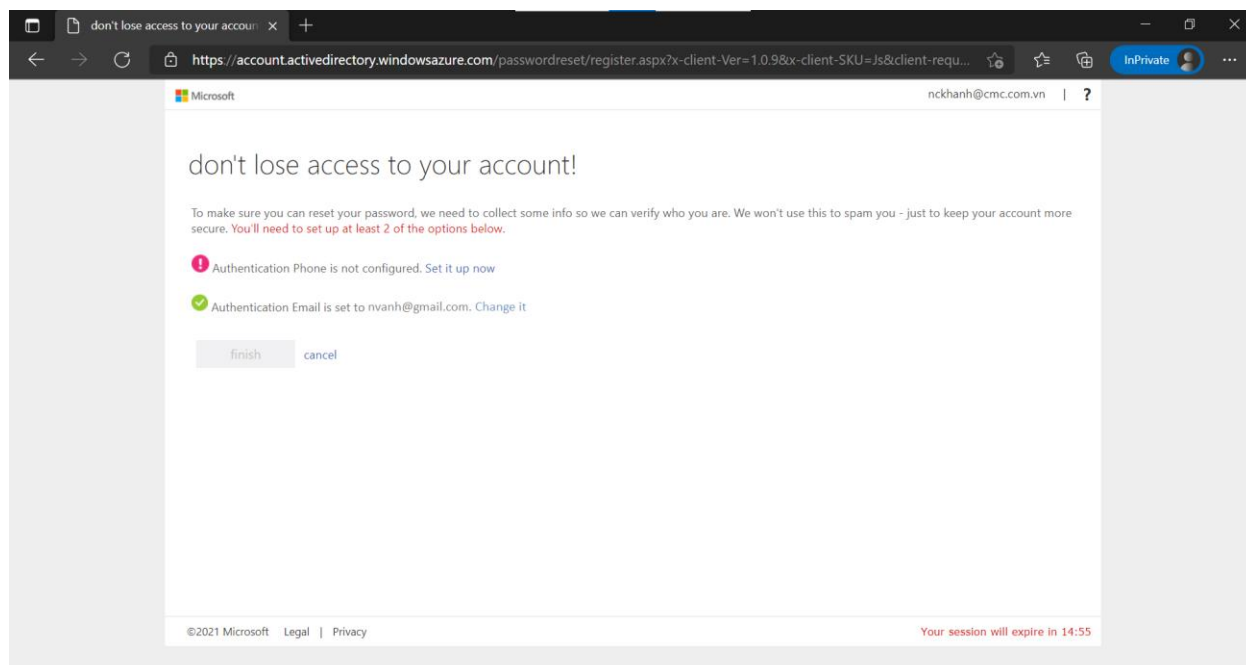 don't lose access to your accoun
https://account.activedirectory.windowsazure.com/passwordreset/register.aspx?x-client-Ver=1.0.9&x-client-SKU=Js&client-requ...
InPrivate
Microsoft
nckhanh@cmc.com.vn | ?
don't lose access to your account!
To make sure you can reset your password, we need to collect some info so we can verify who you are. We won't use this to spam you - just to keep your account more
secure. You'll need to set up at least 2 of the options below.
Authentication Phone is not configured. Set it up now
Authentication Email is set to nvanh@gmail.com. Change it
finish cancel
©2021 Microsoft Legal | Privacy
Your session will expire in 14:55